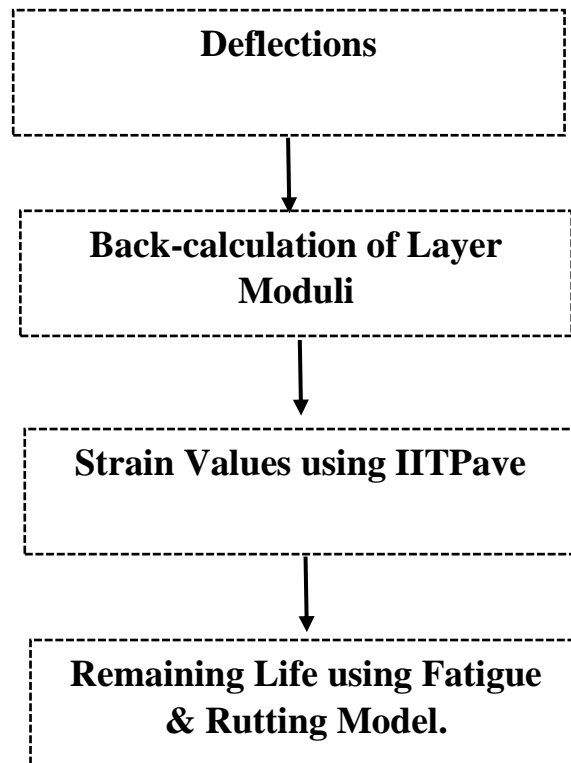 Deflections
Back-calculation of Layer
Moduli
Strain Values using IITPave
Remaining Life using Fatigue
& Rutting Model.